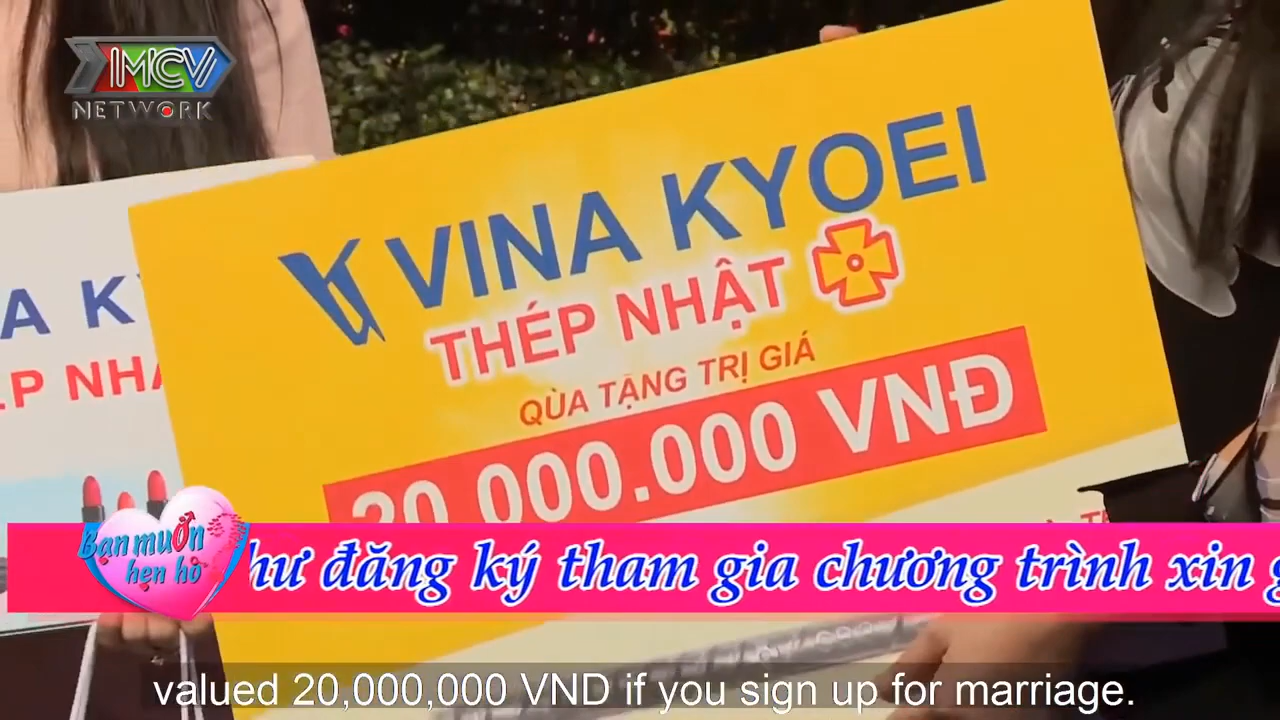 MCV
NETWORK
VINA KYOEI
THÉP NHẬT
QÙA TẶNG TRỊ GIÁ
20.000.000 VNĐ
Bạn muốn
hẹn hò
đăng ký tham gia chương trình xin
valued 20,000,000 VND if you sign up for marriage.